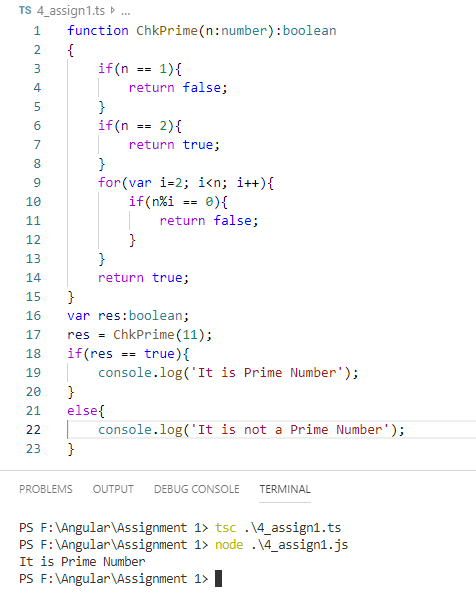 TS 4_assign1.ts > ...
1 function ChkPrime(n:number):boolean
2 {
3     if(n == 1){
4         return false;
5     }
6     if(n == 2){
7         return true;
8     }
9     for(var i=2; i<n; i++){
10         if(n%i == 0){
11             return false;
12         }
13     }
14     return true;
15 }
16 var res:boolean;
17 res = ChkPrime(11);
18 if(res == true){
19     console.log('It is Prime Number');
20 }
21 else{
22     console.log('It is not a Prime Number');
23 }
PROBLEMS OUTPUT DEBUG CONSOLE TERMINAL
PS F:\Angular\Assignment 1> tsc .\4_assign1.ts
PS F:\Angular\Assignment 1> node .\4_assign1.js
It is Prime Number
PS F:\Angular\Assignment 1>